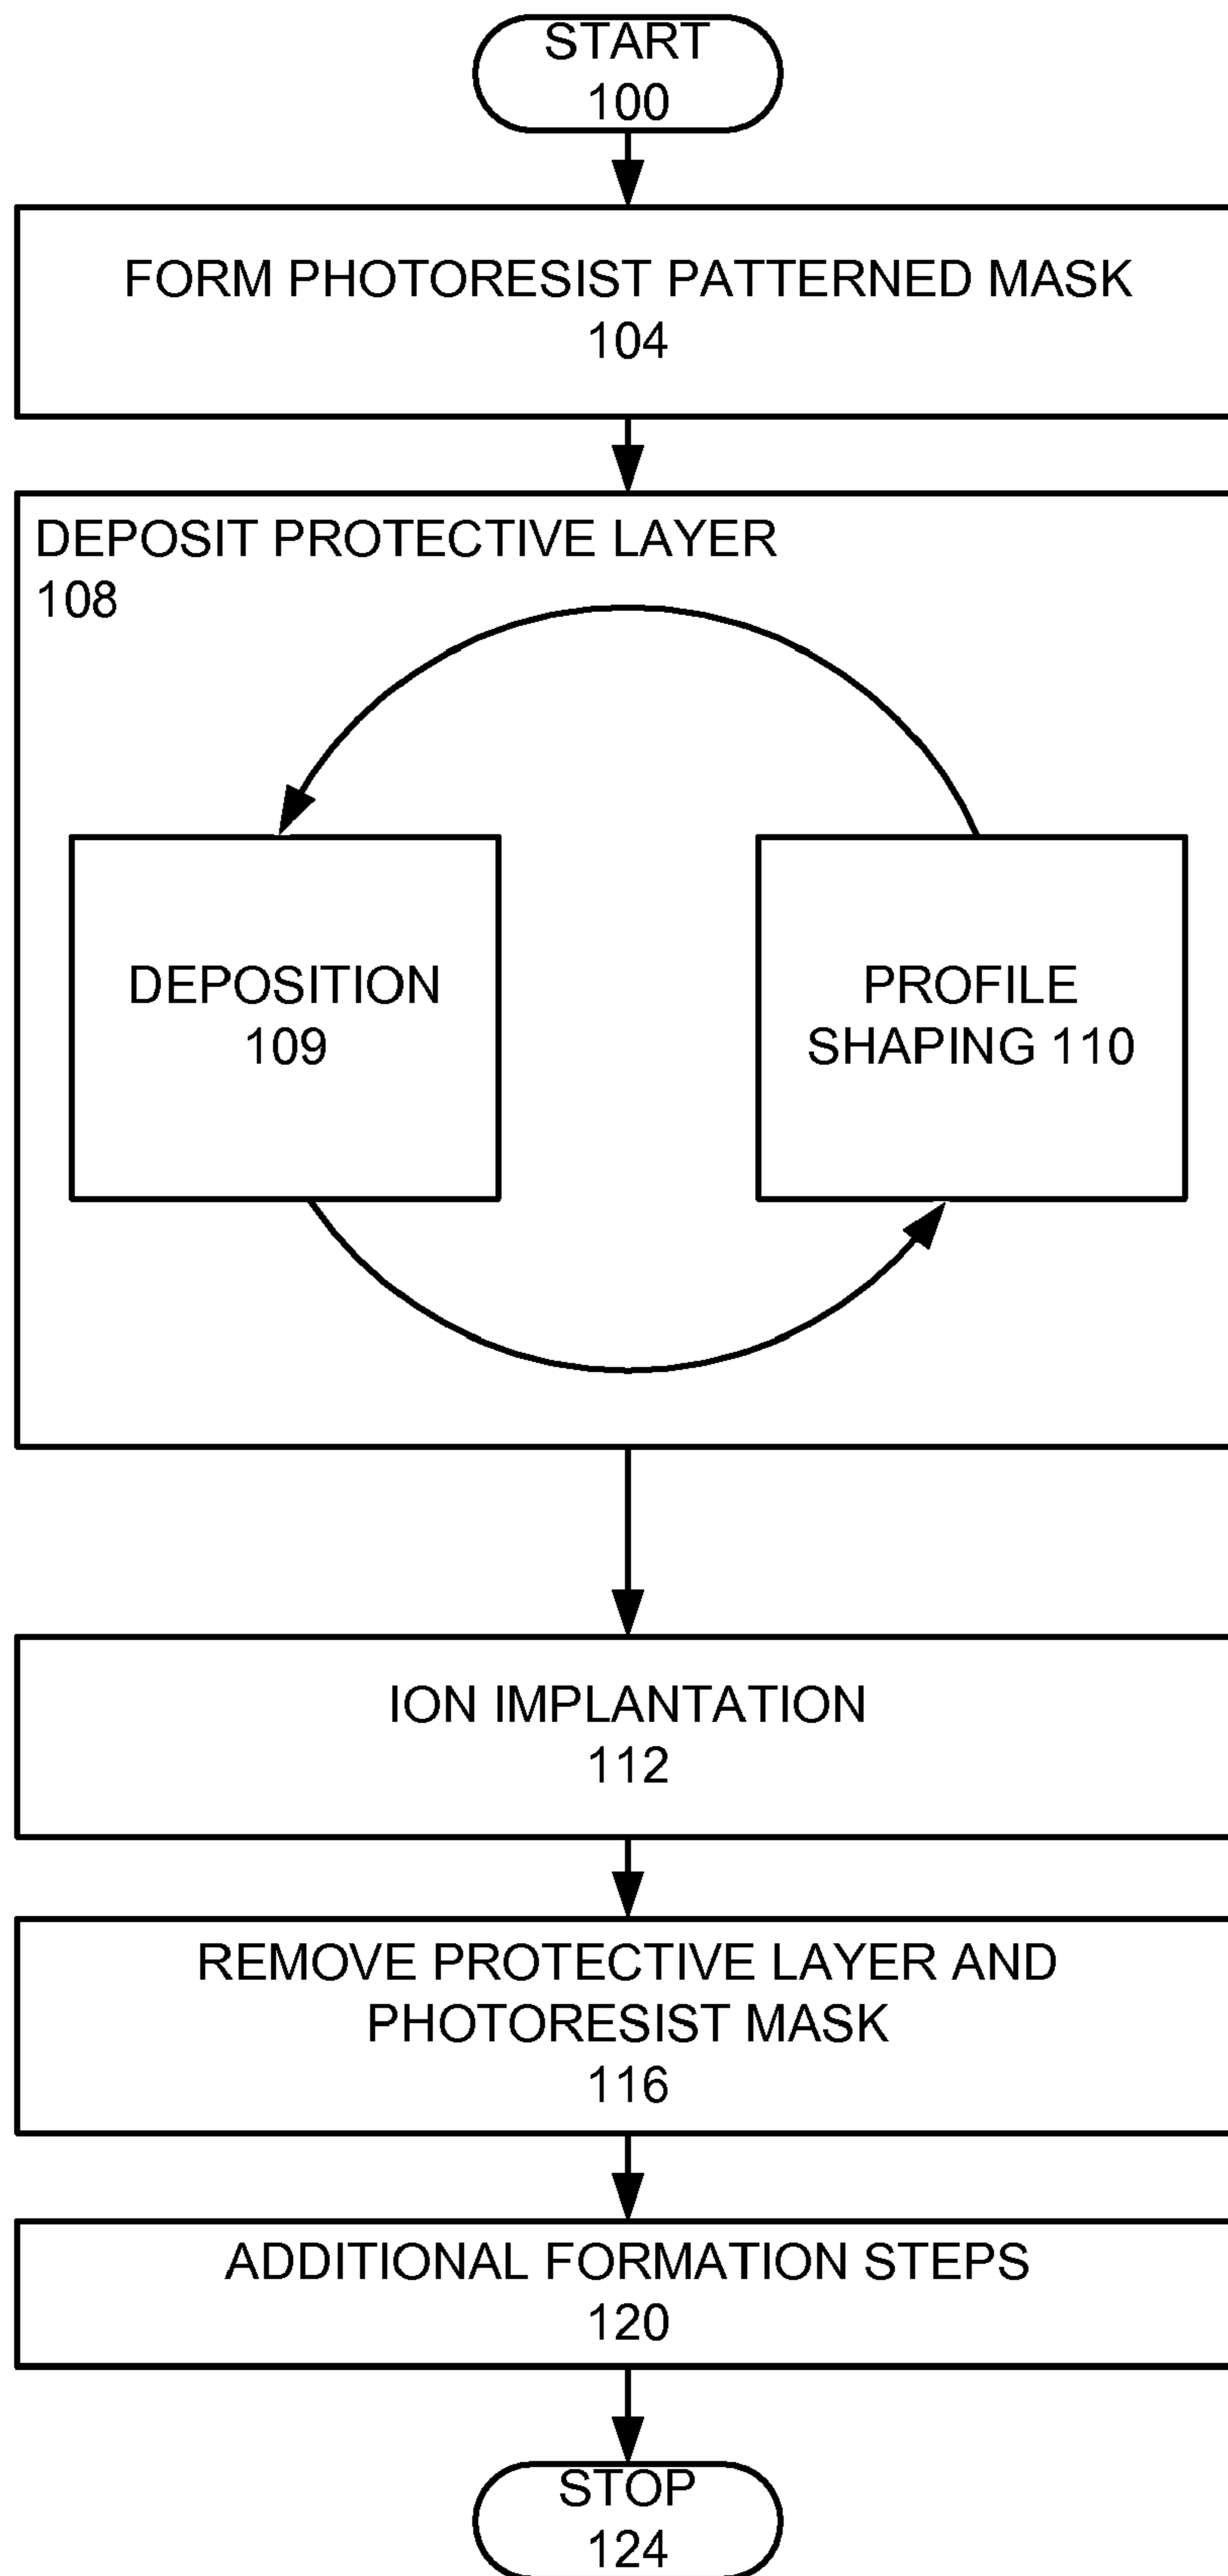 START
100
FORM PHOTORESIST PATTERNED MASK
104
DEPOSIT PROTECTIVE LAYER
108
DEPOSITION
109
PROFILE
SHAPING 110
ION IMPLANTATION
112
REMOVE PROTECTIVE LAYER AND
PHOTORESIST MASK
116
ADDITIONAL FORMATION STEPS
120
STOP
124